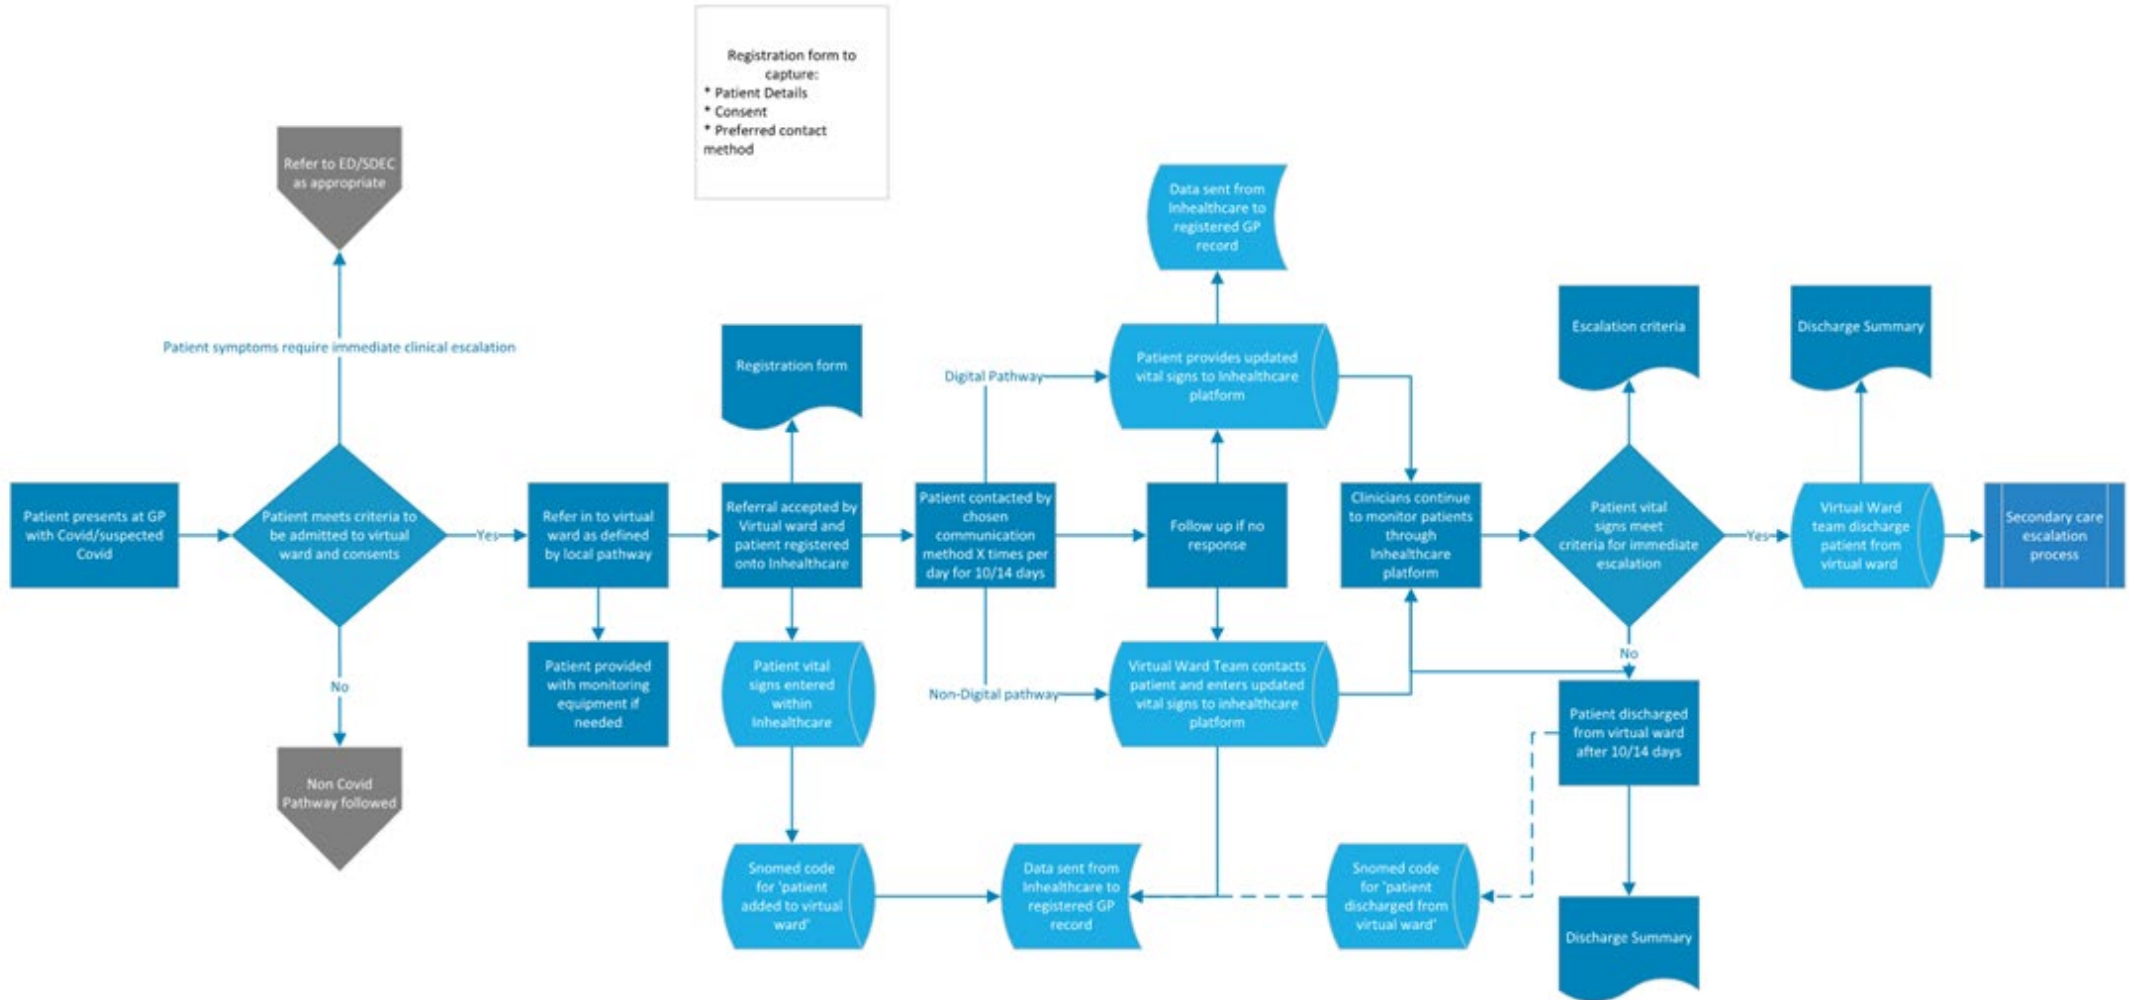 Registration form to
capture:
* Patient Details
* Consent
* Preferred contact
method
Refer to ED/SDEC
as appropriate
Patient symptoms require immediate clinical escalation
Patient presents at GP
with Covid/suspected
Covid
Patient meets criteria to
be admitted to virtual
ward and consents
Yes
No
Non Covid
Pathway followed
Refer in to virtual
ward as defined
by local pathway
Patient provided
with monitoring
equipment if
needed
Registration form
Referral accepted by
Virtual ward and
patient registered
onto Inhealthcare
Patient vital
signs entered
within
Inhealthcare
Snomed code
for 'patient
added to virtual
ward'
Patient contacted by
chosen
communication
method X times per
day for 10/14 days
Digital Pathway
Non-Digital pathway
Data sent from
Inhealthcare to
registered GP
record
Patient provides updated
vital signs to Inhealthcare
platform
Follow up if no
response
Virtual Ward Team contacts
patient and enters updated
vital signs to inhealthcare
platform
Data sent from
Inhealthcare to
registered GP
record
Clinicians continue
to monitor patients
through
Inhealthcare
platform
Snomed code
for 'patient
discharged from
virtual ward'
Escalation criteria
Patient vital
signs meet
criteria for immediate
escalation
Yes
No
Patient discharged
from virtual ward
after 10/14 days
Discharge Summary
Discharge Summary
Virtual Ward
team discharge
patient from
virtual ward
Secondary care
escalation
process